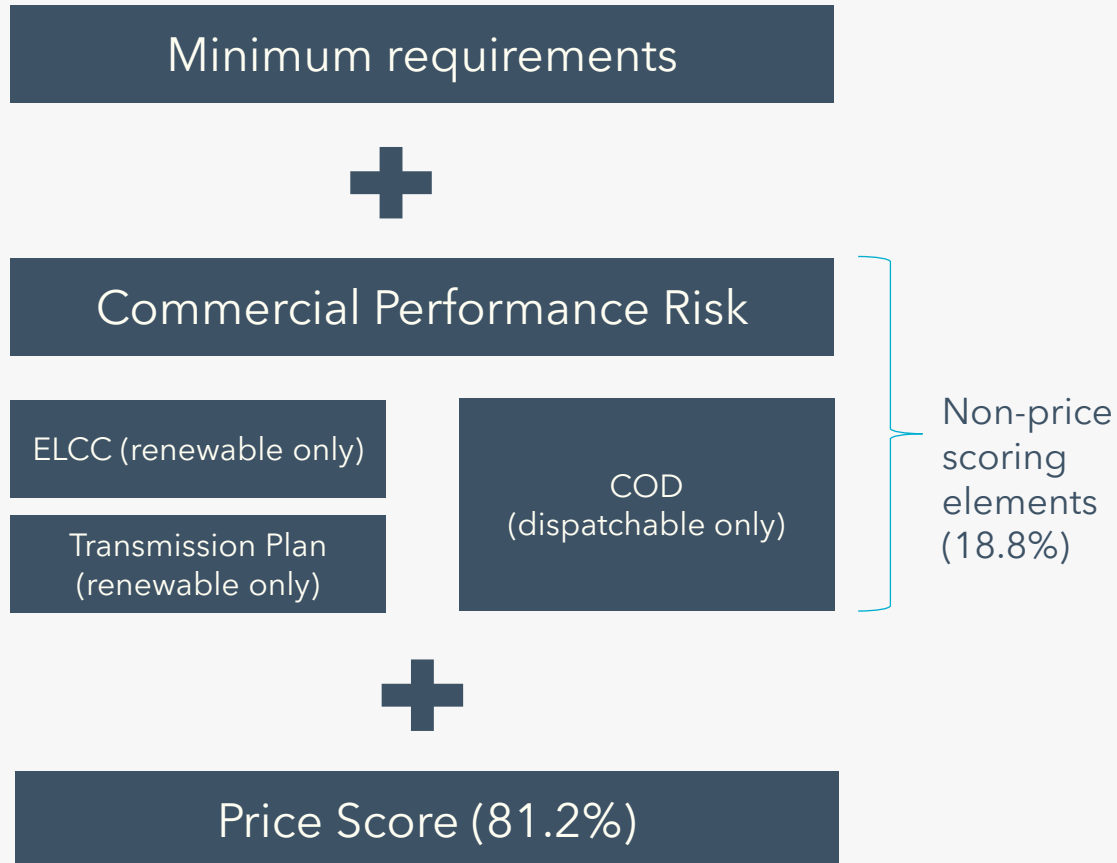 Minimum requirements
Commercial Performance Risk
ELCC (renewable only)
Transmission Plan
(renewable only)
COD
(dispatchable only)
Non-price
scoring
elements
(18.8%)
Price Score (81.2%)